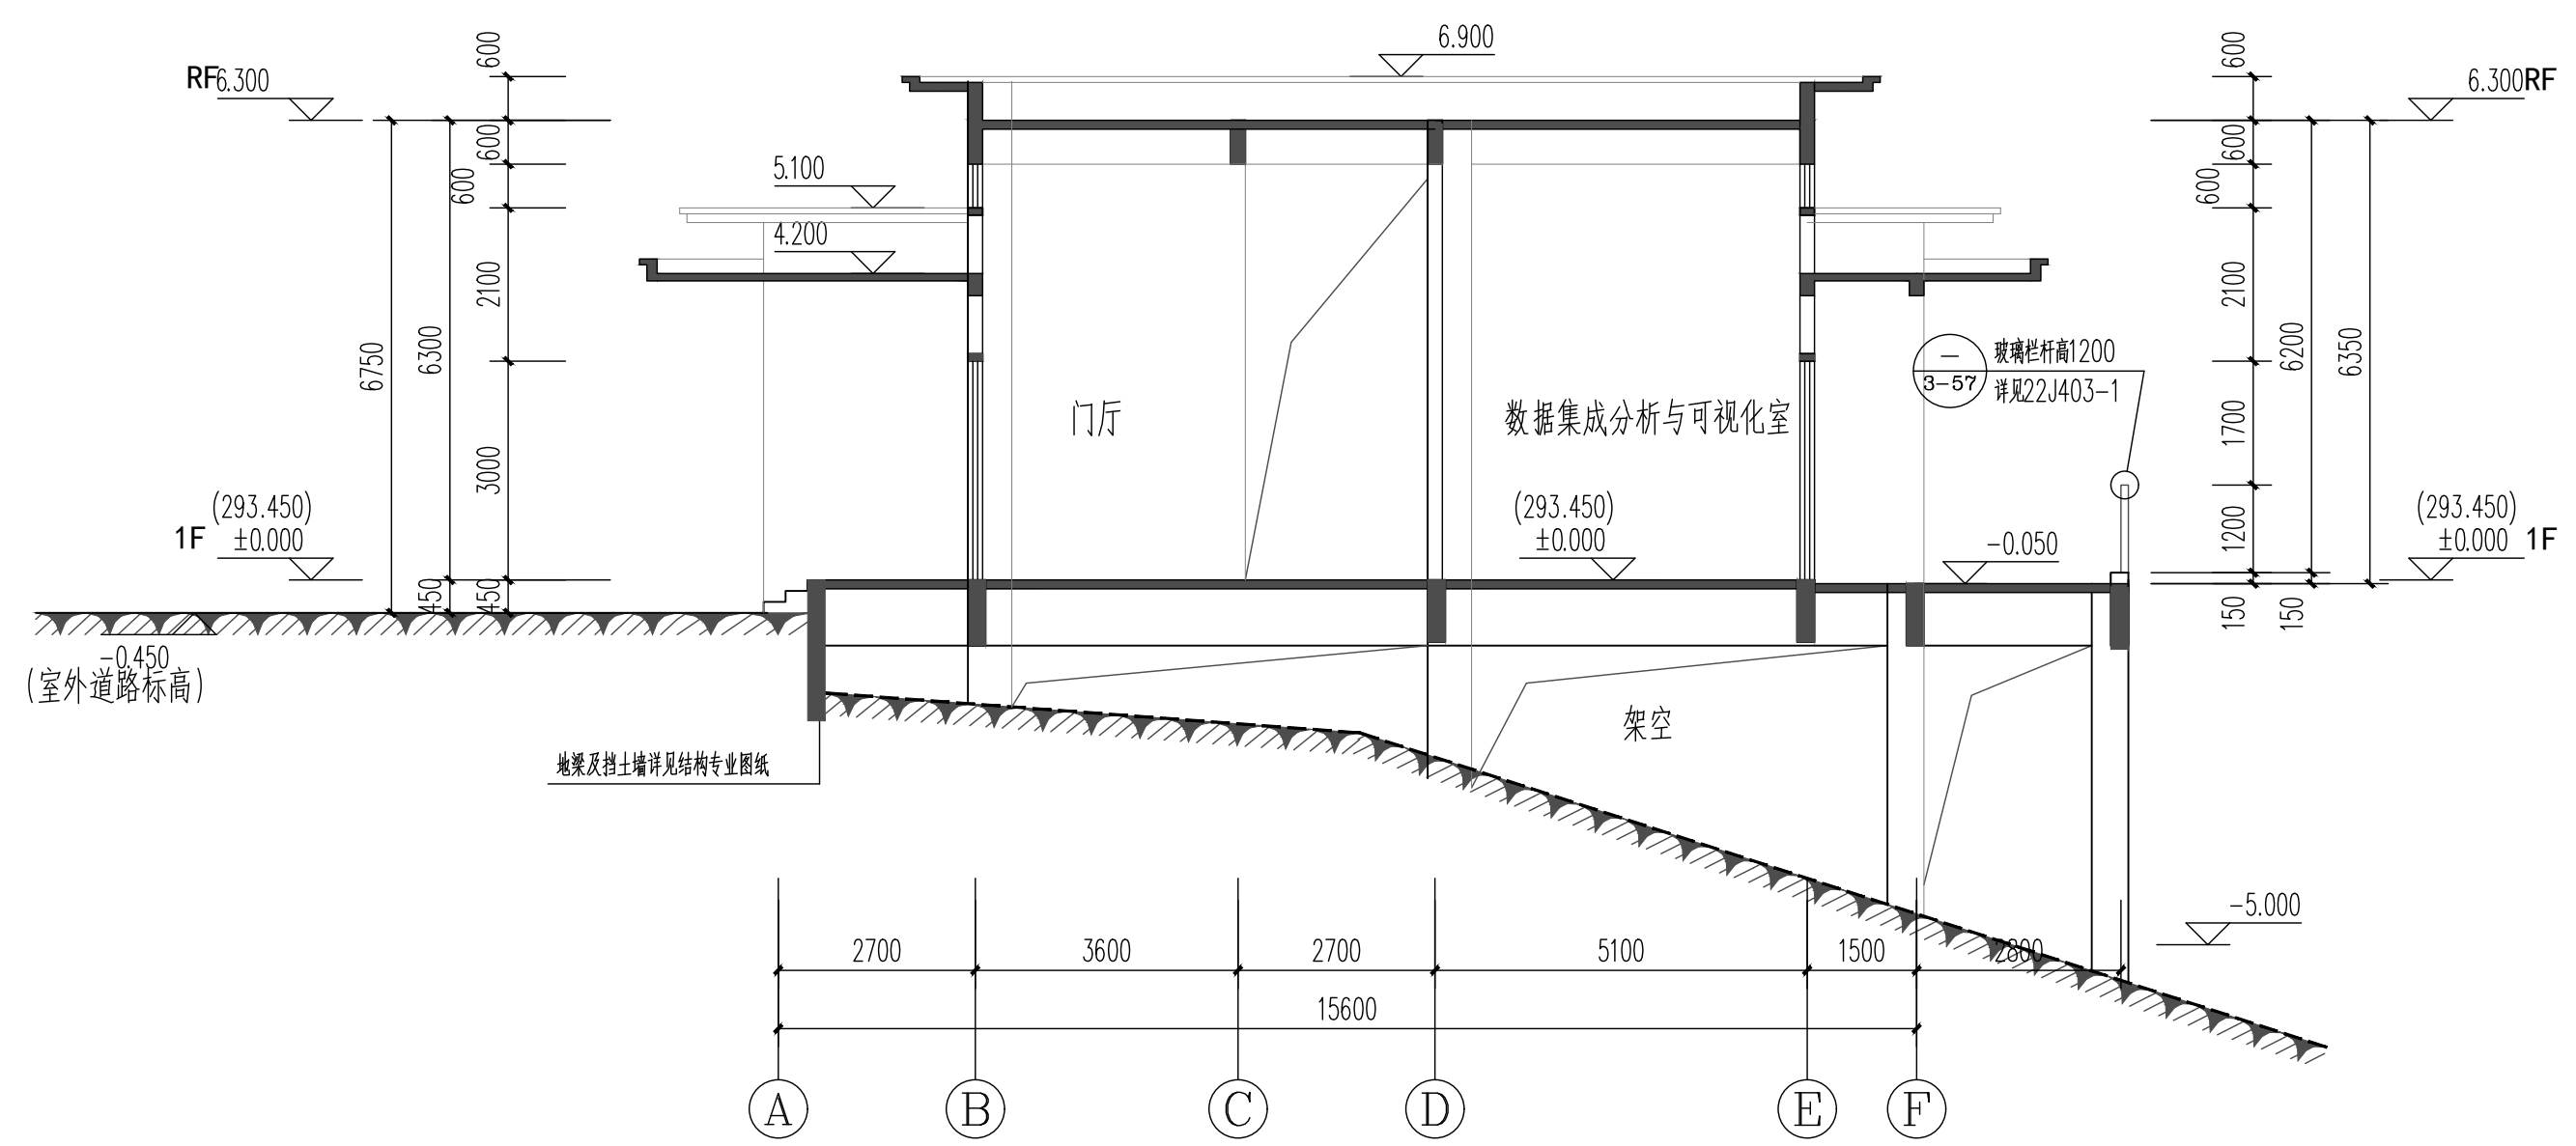 600
6.900
600
RF6.300
6.300RF
600
600
5.100
600
600
4.200
2100
2100
6750
6300
6200
6350
玻璃栏杆高1200
—
3-57
详见22J403-1
门厅
数据集成分析与可视化室
1700
3000
(293.450)
1F ±0.000
(293.450)
±0.000
-0.050
1200
(293.450)
±0.000 1F
450
450
150
150
-0.450
(室外道路标高)
架空
地梁及挡土墙详见结构专业图纸
-5.000
2700
3600
2700
5100
1500
2800
15600
A
B
C
D
E
F